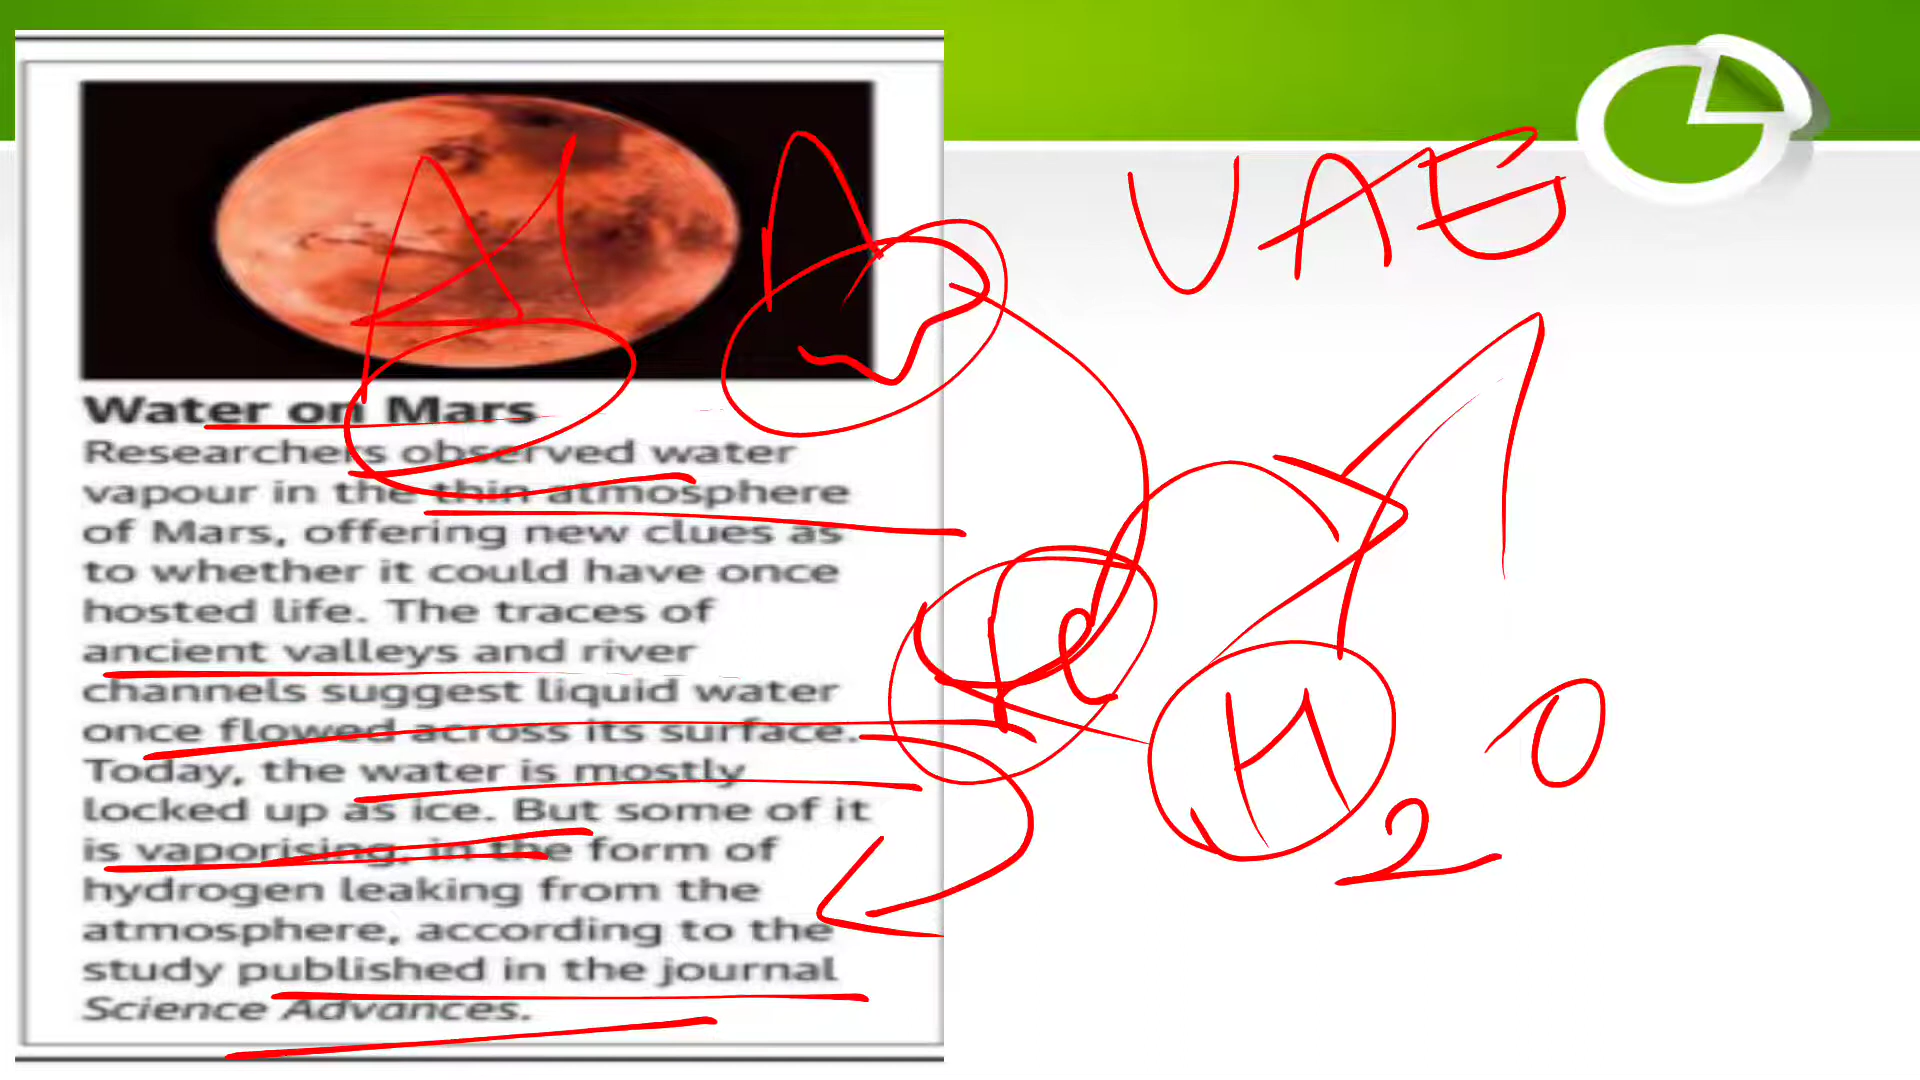 UAE
Water on Mars
Researchers observed water
vapour in the thin atmosphere
of Mars, offering new clues as
to whether it could have once
hosted life. The traces of
ancient valleys and river
channels suggest liquid water
once flowed across its surface.
Today, the water is mostly
locked up as ice. But some of it
is vaporising, in the form of
hydrogen leaking from the
atmosphere, according to the
study published in the journal
Science Advances.
H2O